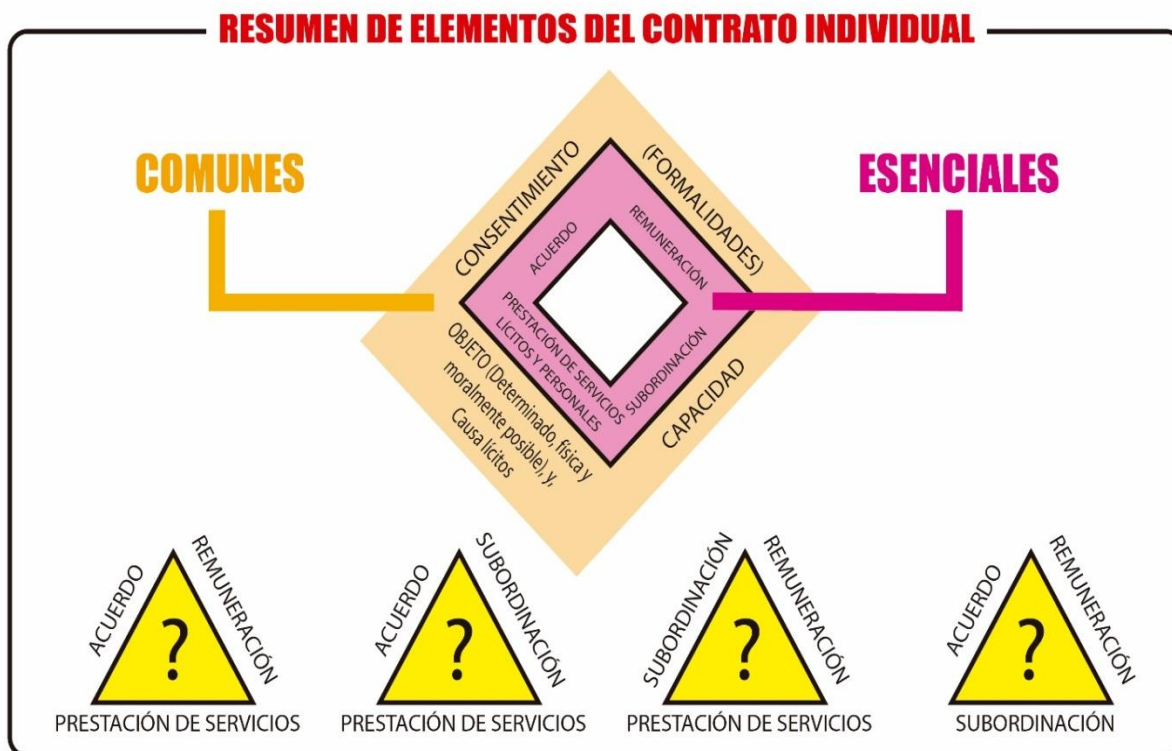 RESUMEN DE ELEMENTOS DEL CONTRATO INDIVIDUAL
COMUNES
ESENCIALES
CONSENTIMIENTO
(FORMALIDADES)
ACUERDO
REMUNERACIÓN
PRESTACIÓN DE SERVICIOS
LÍCITOS Y PERSONALES
SUBORDINACIÓN
OBJETO (Determinado, física y
moralmente posible), y,
Causa lícitos
CAPACIDAD
ACUERDO
REMUNERACIÓN
?
PRESTACIÓN DE SERVICIOS
ACUERDO
SUBORDINACIÓN
?
PRESTACIÓN DE SERVICIOS
SUBORDINACIÓN
REMUNERACIÓN
?
PRESTACIÓN DE SERVICIOS
ACUERDO
REMUNERACIÓN
?
SUBORDINACIÓN